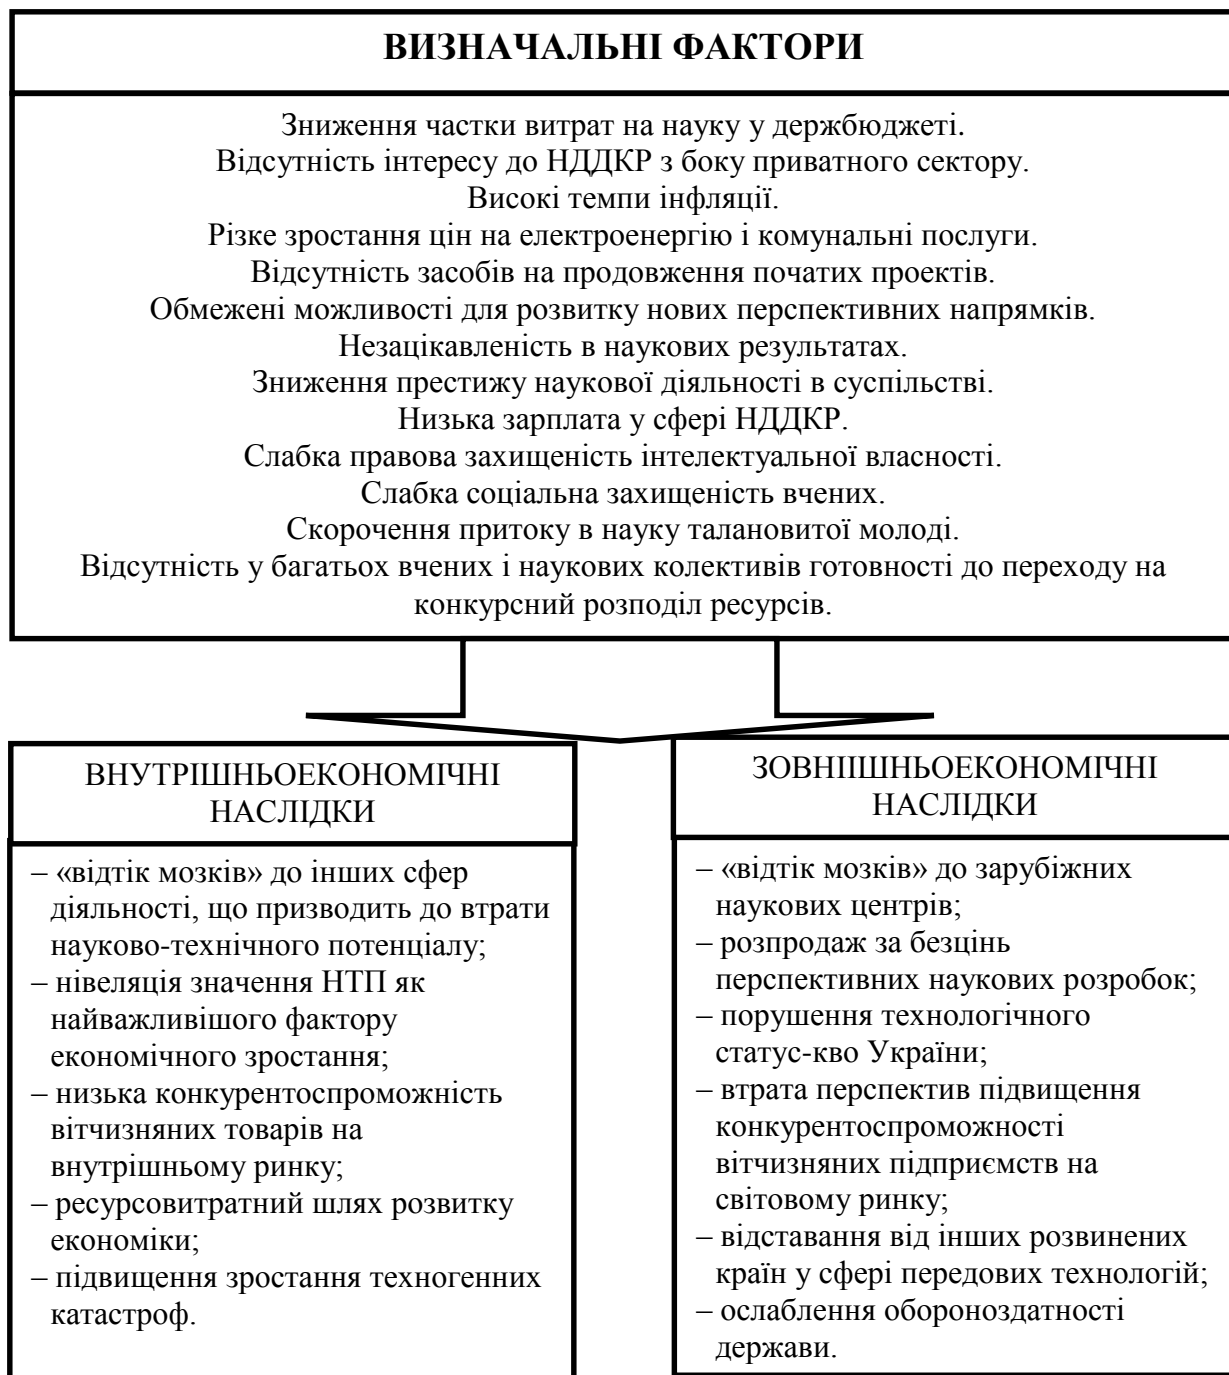 ВИЗНАЧАЛЬНІ ФАКТОРИ
Зниження частки витрат на науку у держбюджеті.
Відсутність інтересу до НДДКР з боку приватного сектору.
Високі темпи інфляції.
Різке зростання цін на електроенергію і комунальні послуги.
Відсутність засобів на продовження початих проектів.
Обмежені можливості для розвитку нових перспективних напрямків.
Незацікавленість в наукових результатах.
Зниження престижу наукової діяльності в суспільстві.
Низька зарплата у сфері НДДКР.
Слабка правова захищеність інтелектуальної власності.
Слабка соціальна захищеність вчених.
Скорочення притоку в науку талановитої молоді.
Відсутність у багатьох вчених і наукових колективів готовності до переходу на
конкурсний розподіл ресурсів.
ВНУТРІШНЬОЕКОНОМІЧНІ
НАСЛІДКИ
– «відтік мозків» до інших сфер
діяльності, що призводить до втрати
науково-технічного потенціалу;
– нівеляція значення НТП як
найважливішого фактору
економічного зростання;
– низька конкурентоспроможність
вітчизняних товарів на
внутрішньому ринку;
– ресурсовитратний шлях розвитку
економіки;
– підвищення зростання техногенних
катастроф.
ЗОВНІІШНЬОЕКОНОМІЧНІ
НАСЛІДКИ
– «відтік мозків» до зарубіжних
наукових центрів;
– розпродаж за безцінь
перспективних наукових розробок;
– порушення технологічного
статус-кво України;
– втрата перспектив підвищення
конкурентоспроможності
вітчизняних підприємств на
світовому ринку;
– відставання від інших розвинених
країн у сфері передових технологій;
– ослаблення обороноздатності
держави.